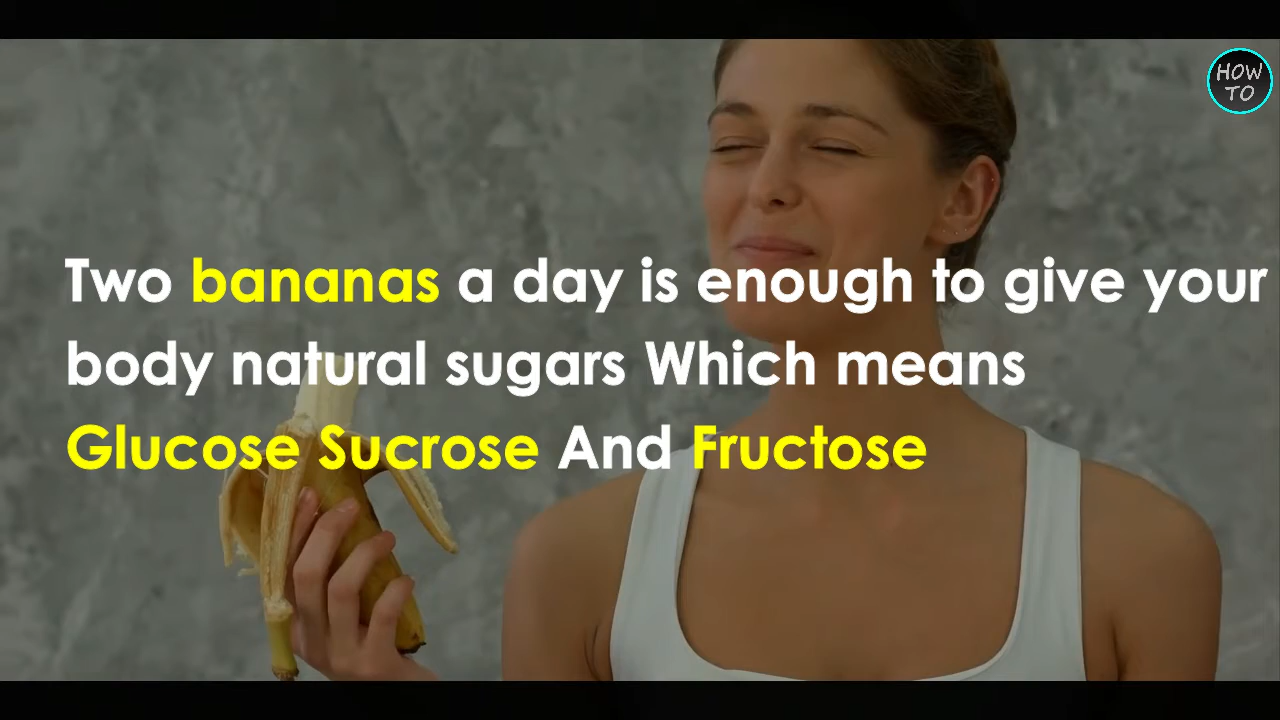 HOW
TO
Two bananas a day is enough to give your
body natural sugars Which means
Glucose Sucrose And Fructose